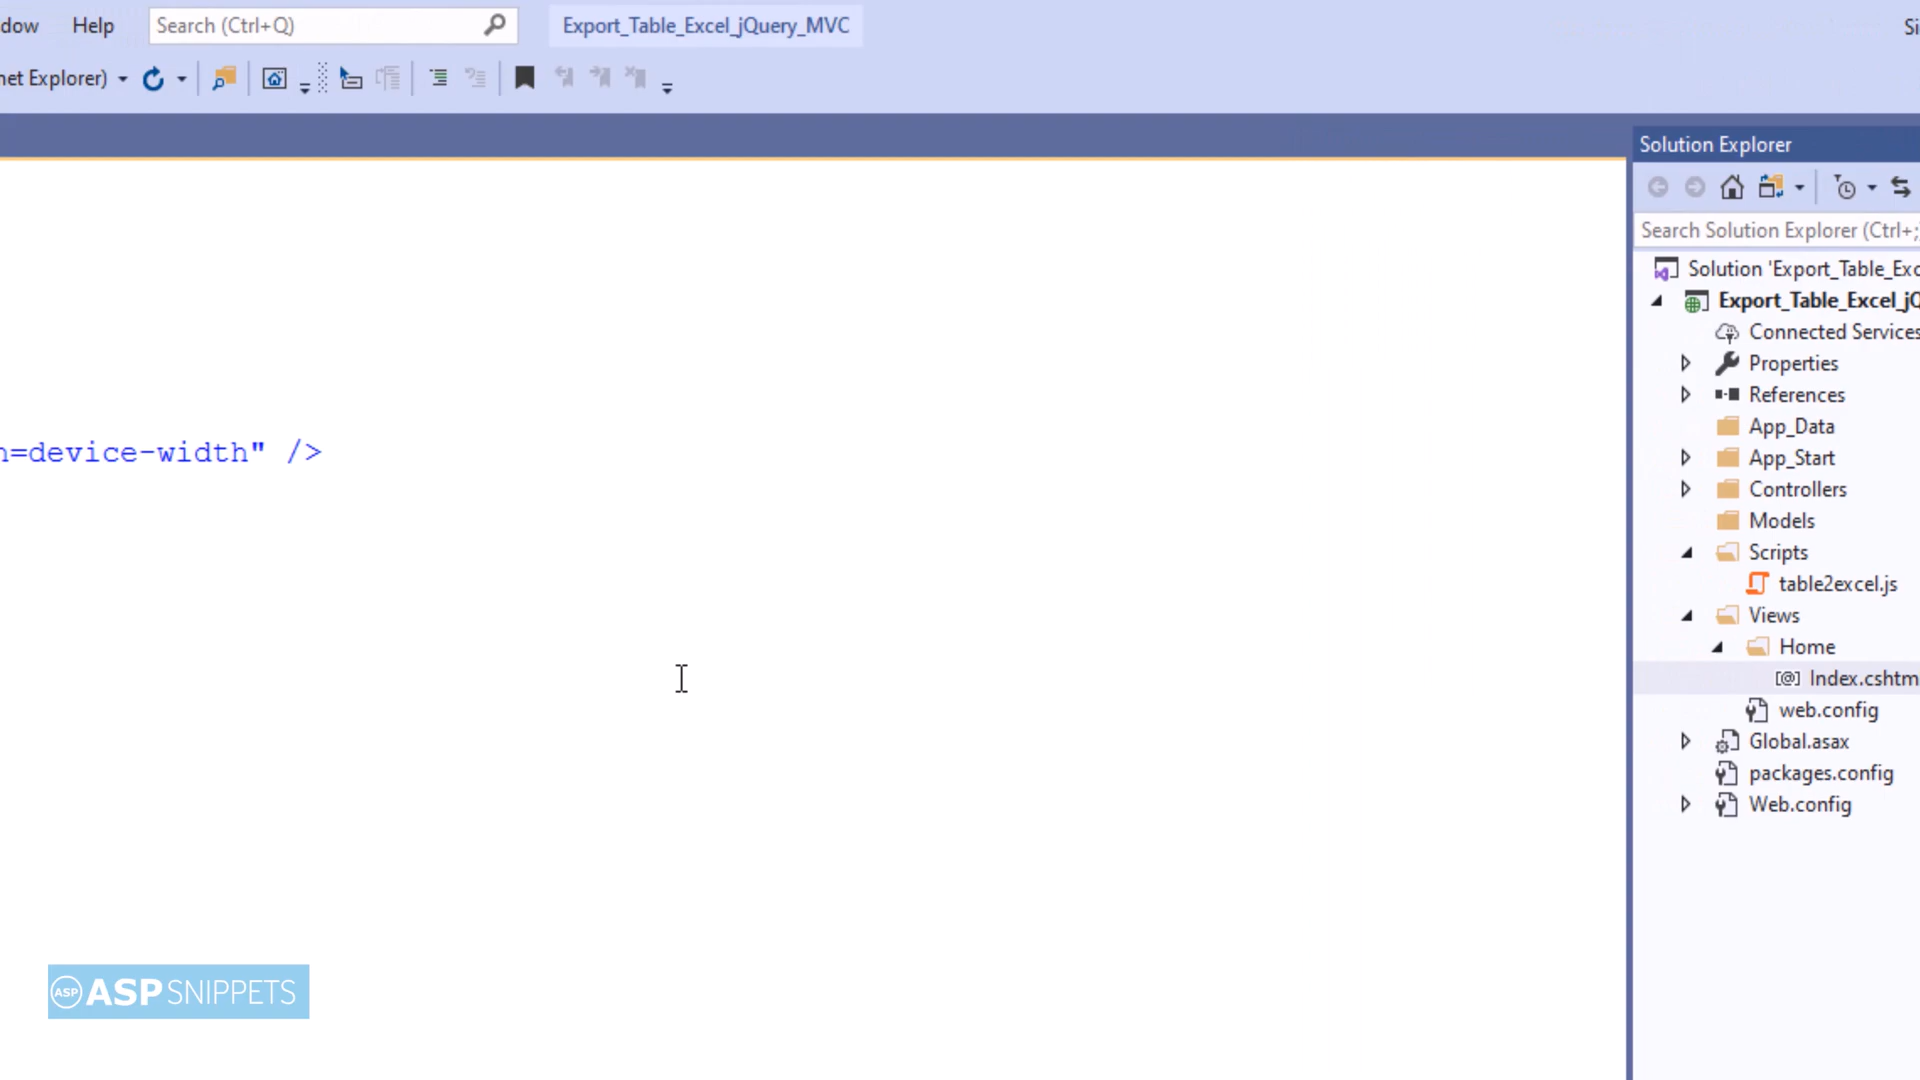 dow Help Search (Ctrl+Q) Export_Table_Excel_jQuery_MVC Si
net Explorer)
Solution Explorer
Search Solution Explorer (Ctrl+;
Solution 'Export_Table_Exc
Export_Table_Excel_jQ
Connected Services
Properties
References
App_Data
App_Start
Controllers
Models
Scripts
table2excel.js
Views
Home
[@] Index.cshtm
web.config
Global.asax
packages.config
Web.config
h=device-width" />
ASP ASPSNIPPETS